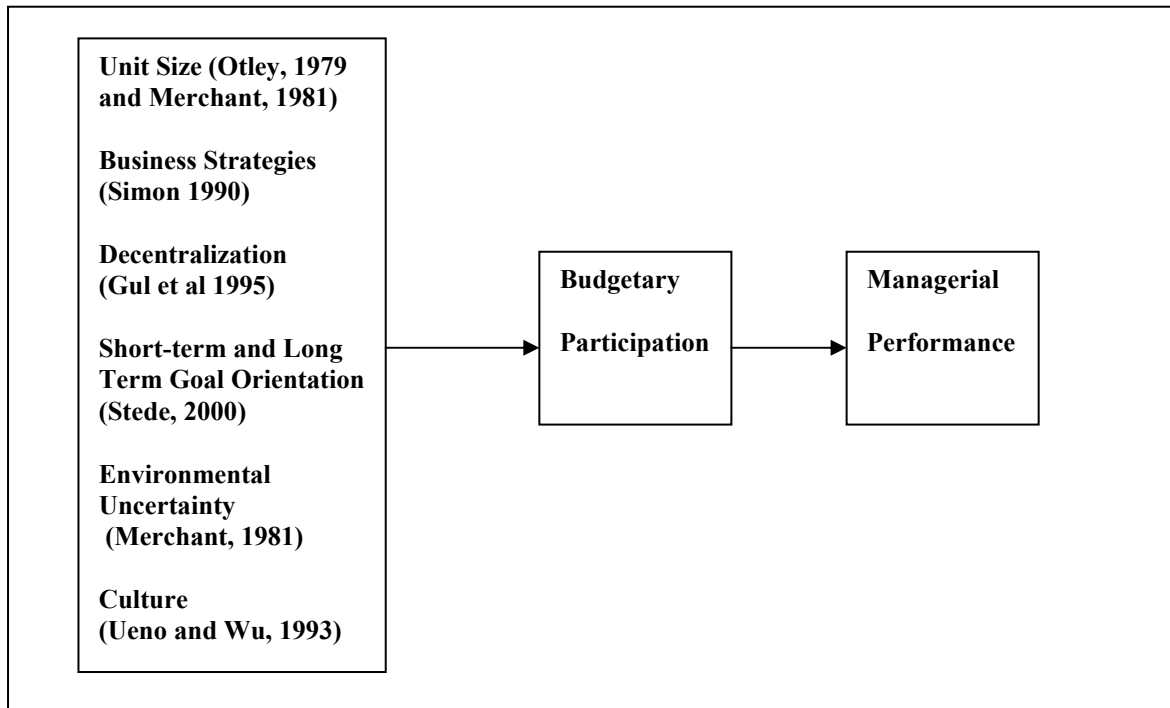 Unit Size (Otley, 1979
and Merchant, 1981)
Business Strategies
(Simon 1990)
Decentralization
(Gul et al 1995)
Short-term and Long
Term Goal Orientation
(Stede, 2000)
Environmental
Uncertainty
(Merchant, 1981)
Culture
(Ueno and Wu, 1993)
Budgetary
Participation
Managerial
Performance